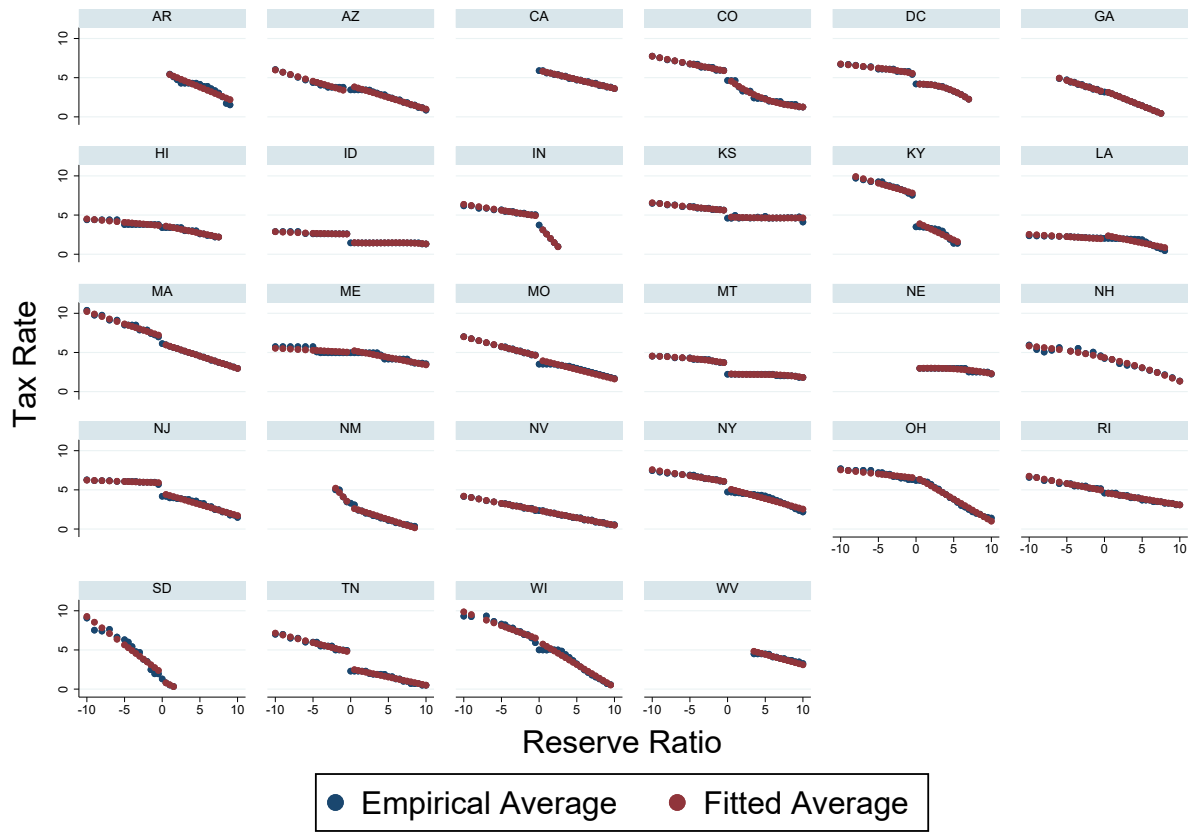 AR AZ CA CO DC GA
10
5
0
HI ID IN KS KY LA
10
5
0
MA ME MO MT NE NH
10
5
0
NJ NM NV NY OH RI
10
5
0
-10 -5 0 5 10 -10 -5 0 5 10
SD TN WI WV
10
5
0
-10 -5 0 5 10 -10 -5 0 5 10 -10 -5 0 5 10 -10 -5 0 5 10
Tax Rate
Reserve Ratio
Empirical Average Fitted Average